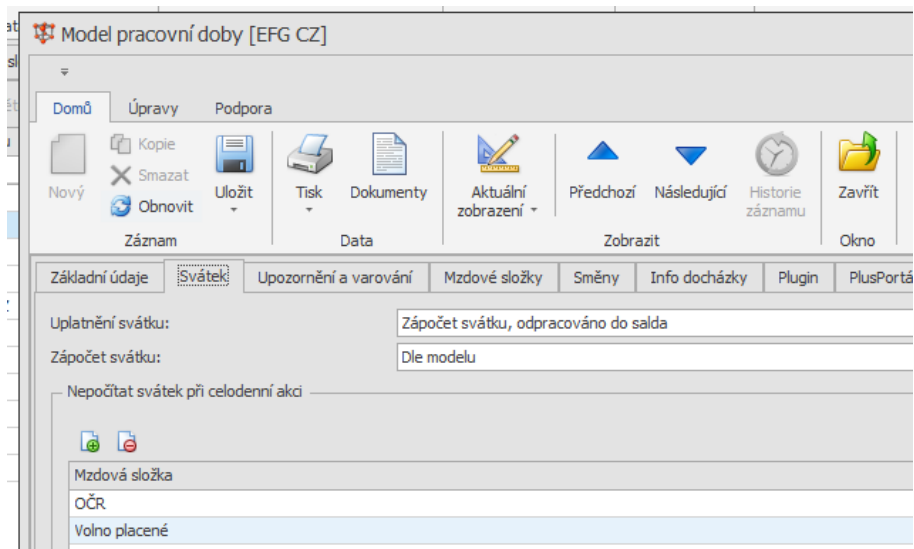 Model pracovní doby [EFG CZ]
Domů Úpravy Podpora
Nový
Kopie
Smazat
Obnovit
Uložit
Tisk
Dokumenty
Aktuální
zobrazení
Předchozí
Následující
Historie
záznamu
Zavřít
Záznam Data Zobrazit Okno
Základní údaje Svátek Upozornění a varování Mzdové složky Směny Info docházky Plugin PlusPortá
Uplatnění svátku: Zápočet svátku, odpracováno do salda
Zápočet svátku: Dle modelu
Nepočítat svátek při celodenní akci
Mzdová složka
OČR
Volno placené